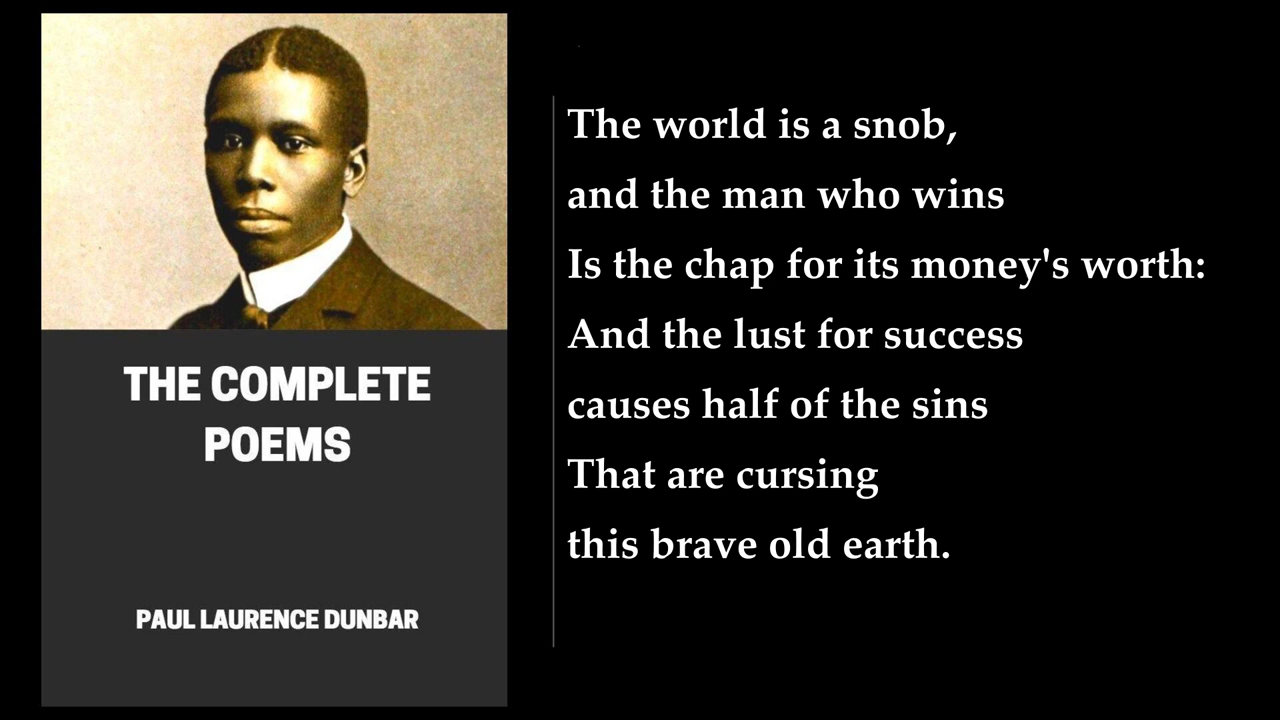 THE COMPLETE
POEMS
PAUL LAURENCE DUNBAR
The world is a snob,
and the man who wins
Is the chap for its money's worth:
And the lust for success
causes half of the sins
That are cursing
this brave old earth.